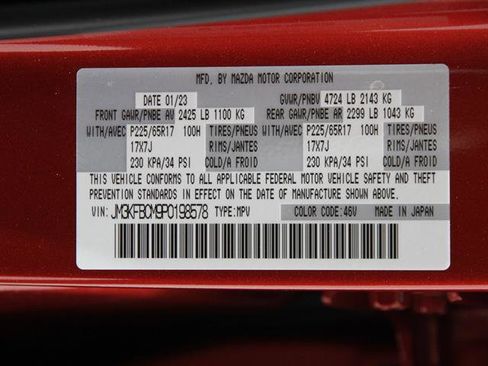 MFD. BY MAZDA MOTOR CORPORATION
DATE 01/23 GVWR/PNBV 4724 LB 2143 KG
FRONT GAWR/PNBE AV 2425 LB 1100 KG REAR GAWR/PNBE AR 2299 LB 1043 KG
WITH/AVEC P225/65R17 100H TIRES/PNEUS WITH/AVEC P225/65R17 100H TIRES/PNEUS
17X7J RIMS/JANTES 17X7J RIMS/JANTES
230 KPA/34 PSI COLD/A FROID 230 KPA/34 PSI COLD/A FROID
THIS VEHICLE CONFORMS TO ALL APPLICABLE FEDERAL MOTOR VEHICLE SAFETY AND THEFT
PREVENTION STANDARDS IN EFFECT ON THE DATE OF MANUFACTURE SHOWN ABOVE.
VIN: JM3KFBCM9P0198578 TYPE: MPV COLOR CODE: 46V MADE IN JAPAN